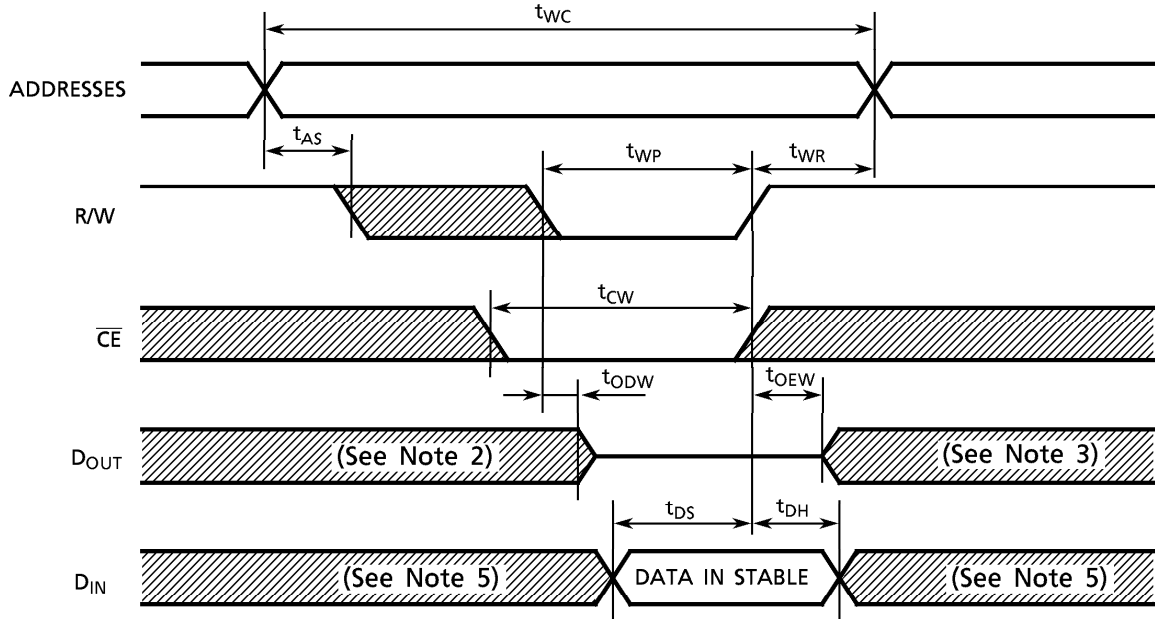 tWC
ADDRESSES
tAS
tWP
tWR
R/W
tCW
C̅E̅
tODW
tOEW
DOUT
(See Note 2)
(See Note 3)
tDS
tDH
DIN
(See Note 5)
DATA IN STABLE
(See Note 5)